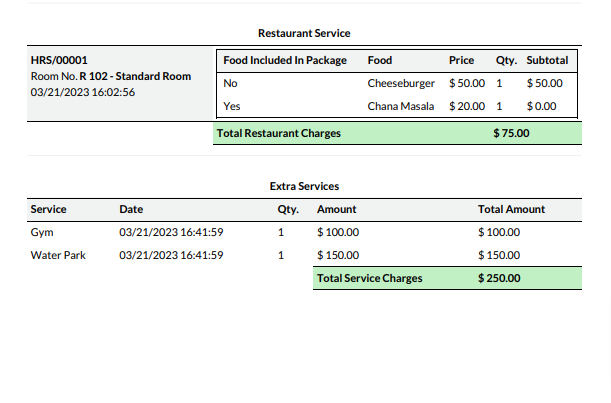 Restaurant Service
HRS/00001
Room No. R 102 - Standard Room
03/21/2023 16:02:56
Food Included In Package Food Price Qty. Subtotal
No Cheeseburger $ 50.00 1 $ 50.00
Yes Chana Masala $ 20.00 1 $ 0.00
Total Restaurant Charges $ 75.00
Extra Services
Service Date Qty. Amount Total Amount
Gym 03/21/2023 16:41:59 1 $ 100.00 $ 100.00
Water Park 03/21/2023 16:41:59 1 $ 150.00 $ 150.00
Total Service Charges $ 250.00